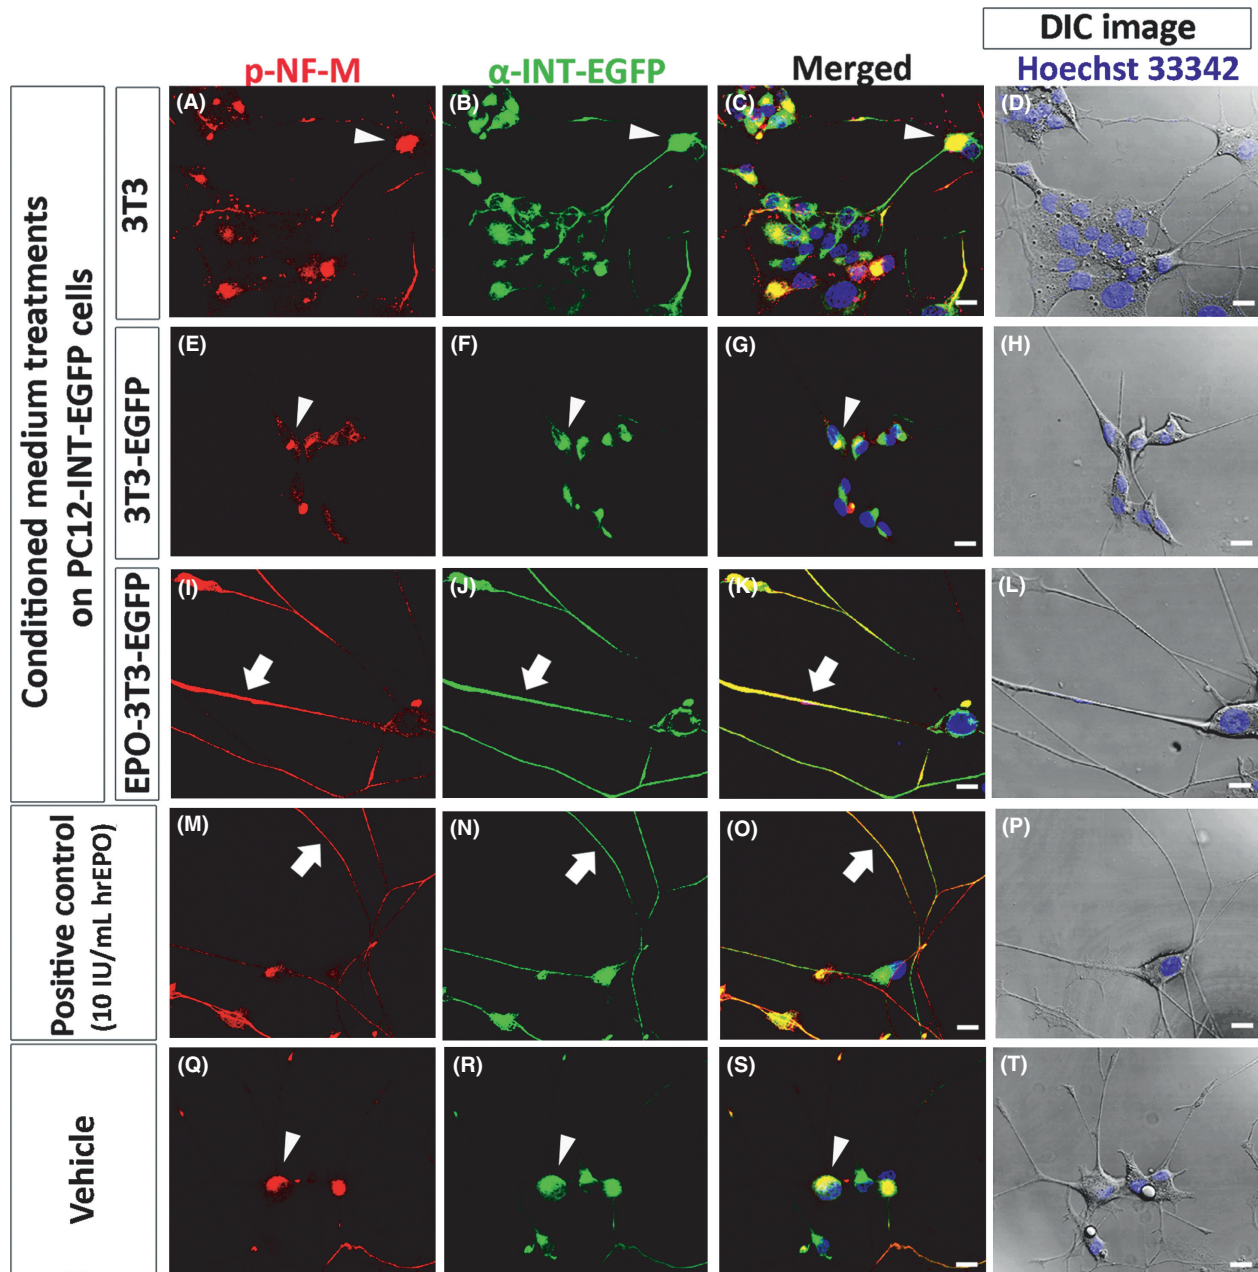 DIC image
p-NF-M α-INT-EGFP Merged Hoechst 33342
Conditioned medium treatments
on PC12-INT-EGFP cells
3T3
(A) (B) (C) (D)
3T3-EGFP
(E) (F) (G) (H)
EPO-3T3-EGFP
(I) (J) (K) (L)
Positive control
(10 IU/mL hrEPO)
(M) (N) (O) (P)
Vehicle
(Q) (R) (S) (T)